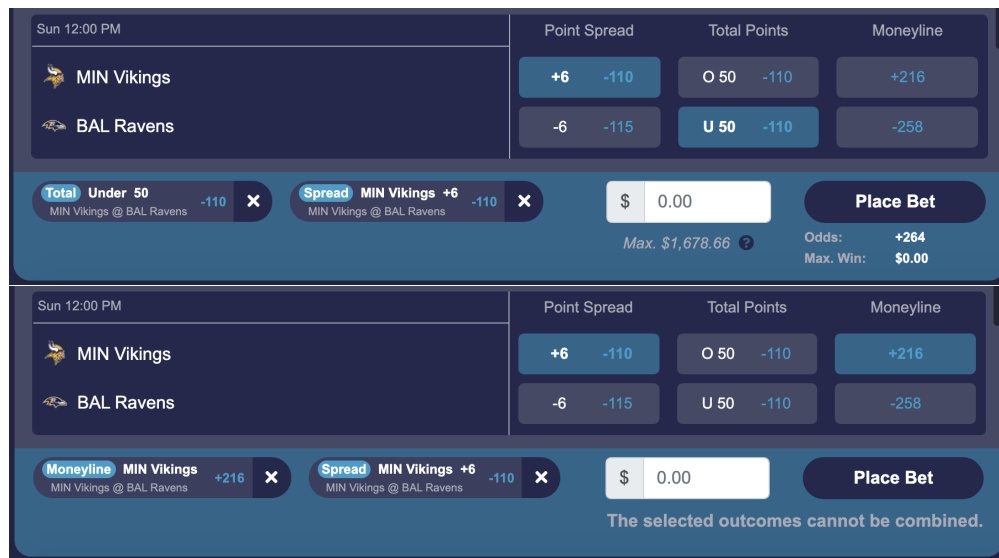 Sun 12:00 PM Point Spread Total Points Moneyline
MIN Vikings +6 -110 O 50 -110 +216
BAL Ravens -6 -115 U 50 -110 -258
Total Under 50 -110 × Spread MIN Vikings +6 -110 × $ 0.00 Place Bet
MIN Vikings @ BAL Ravens MIN Vikings @ BAL Ravens
Max. $1,678.66 ? Odds: +264
Max. Win: $0.00
Sun 12:00 PM Point Spread Total Points Moneyline
MIN Vikings +6 -110 O 50 -110 +216
BAL Ravens -6 -115 U 50 -110 -258
Moneyline MIN Vikings +216 × Spread MIN Vikings +6 -110 × $ 0.00 Place Bet
MIN Vikings @ BAL Ravens MIN Vikings @ BAL Ravens
The selected outcomes cannot be combined.